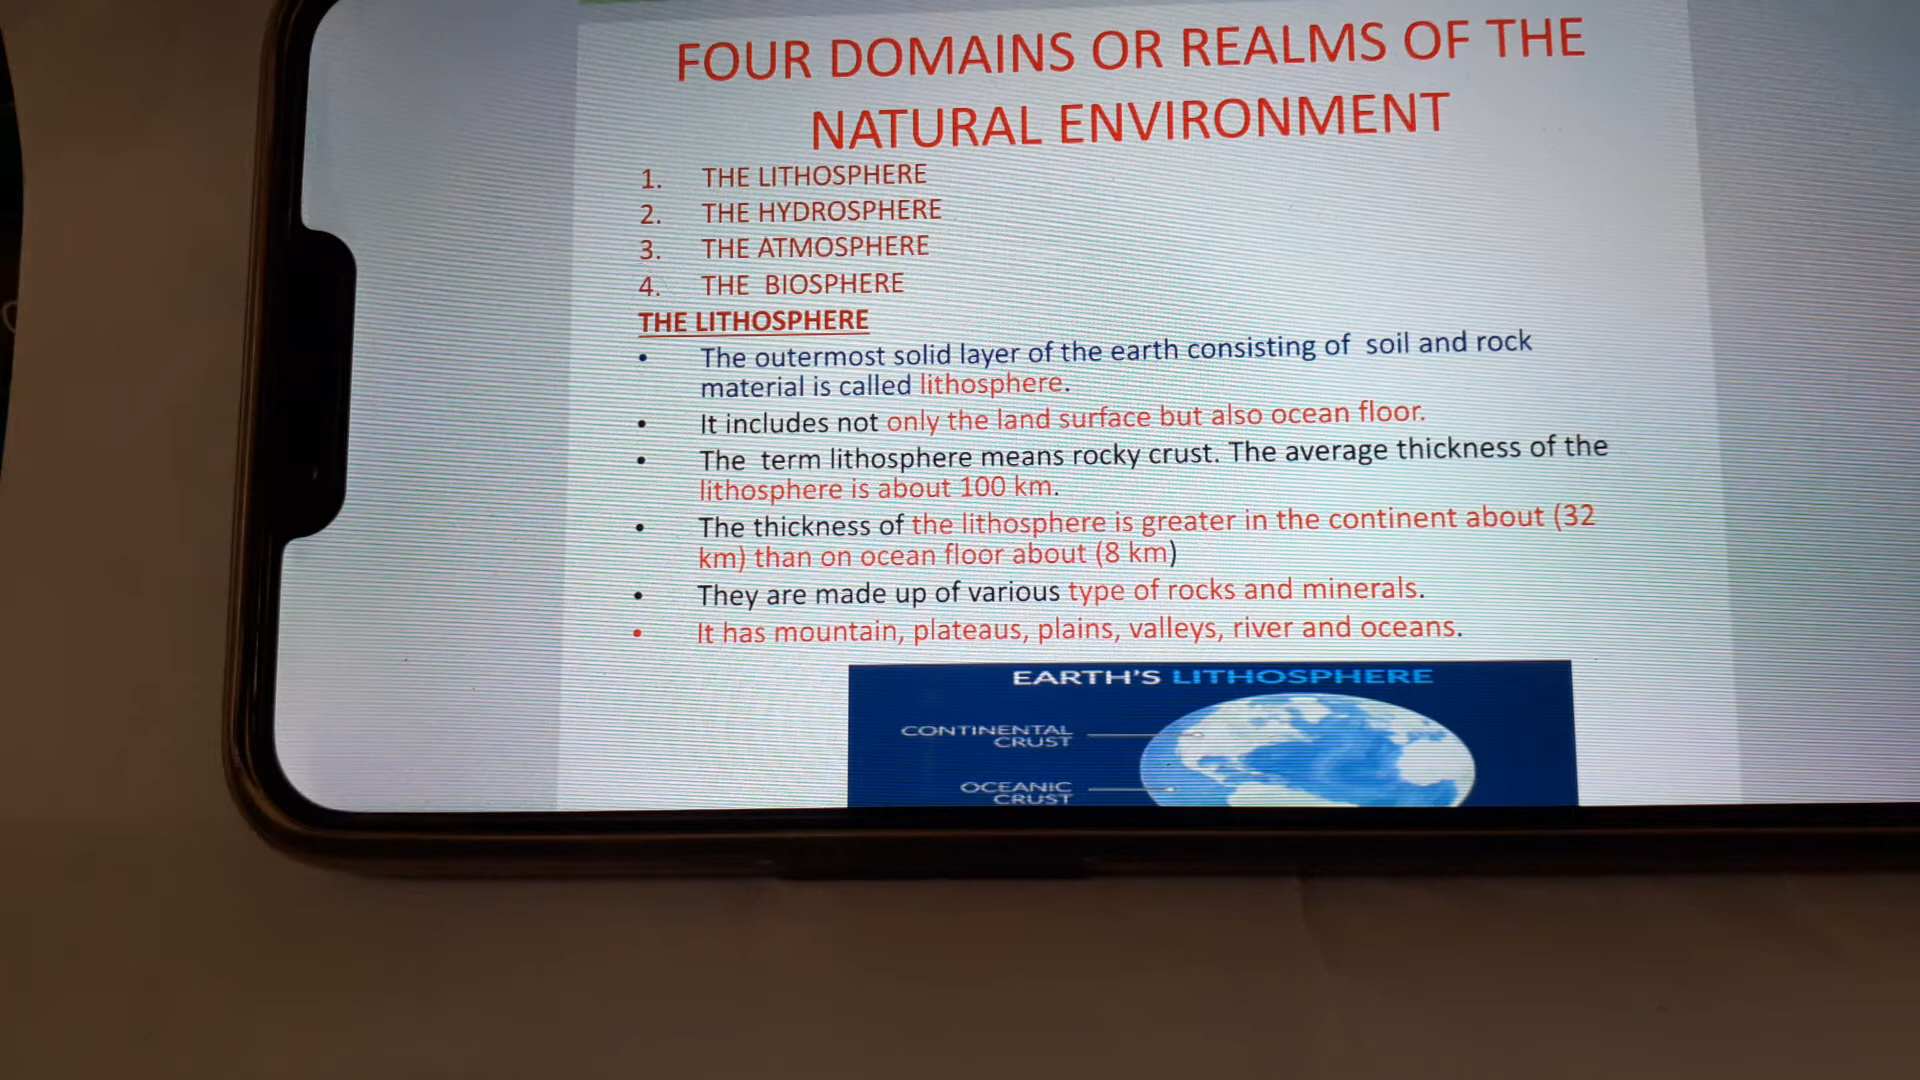 FOUR DOMAINS OR REALMS OF THE
NATURAL ENVIRONMENT
1. THE LITHOSPHERE
2. THE HYDROSPHERE
3. THE ATMOSPHERE
4. THE BIOSPHERE
THE LITHOSPHERE
• The outermost solid layer of the earth consisting of soil and rock
material is called lithosphere.
• It includes not only the land surface but also ocean floor.
• The term lithosphere means rocky crust. The average thickness of the
lithosphere is about 100 km.
• The thickness of the lithosphere is greater in the continent about (32
km) than on ocean floor about (8 km)
• They are made up of various type of rocks and minerals.
• It has mountain, plateaus, plains, valleys, river and oceans.
EARTH'S LITHOSPHERE
CONTINENTAL
CRUST
OCEANIC
CRUST